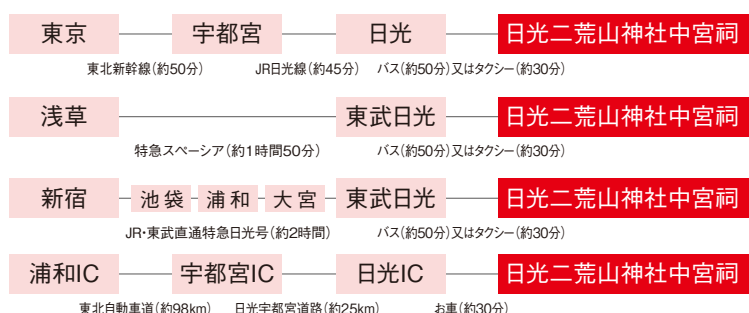 東京 宇都宮 日光 日光二荒山神社中宮祠
東北新幹線(約50分) JR日光線(約45分) バス(約50分)又はタクシー(約30分)
浅草 東武日光 日光二荒山神社中宮祠
特急スペーシア(約1時間50分) バス(約50分)又はタクシー(約30分)
新宿 池袋 浦和 大宮 東武日光 日光二荒山神社中宮祠
JR・東武直通特急日光号(約2時間) バス(約50分)又はタクシー(約30分)
浦和IC 宇都宮IC 日光IC 日光二荒山神社中宮祠
東北自動車道(約98km) 日光宇都宮道路(約25km) お車(約30分)